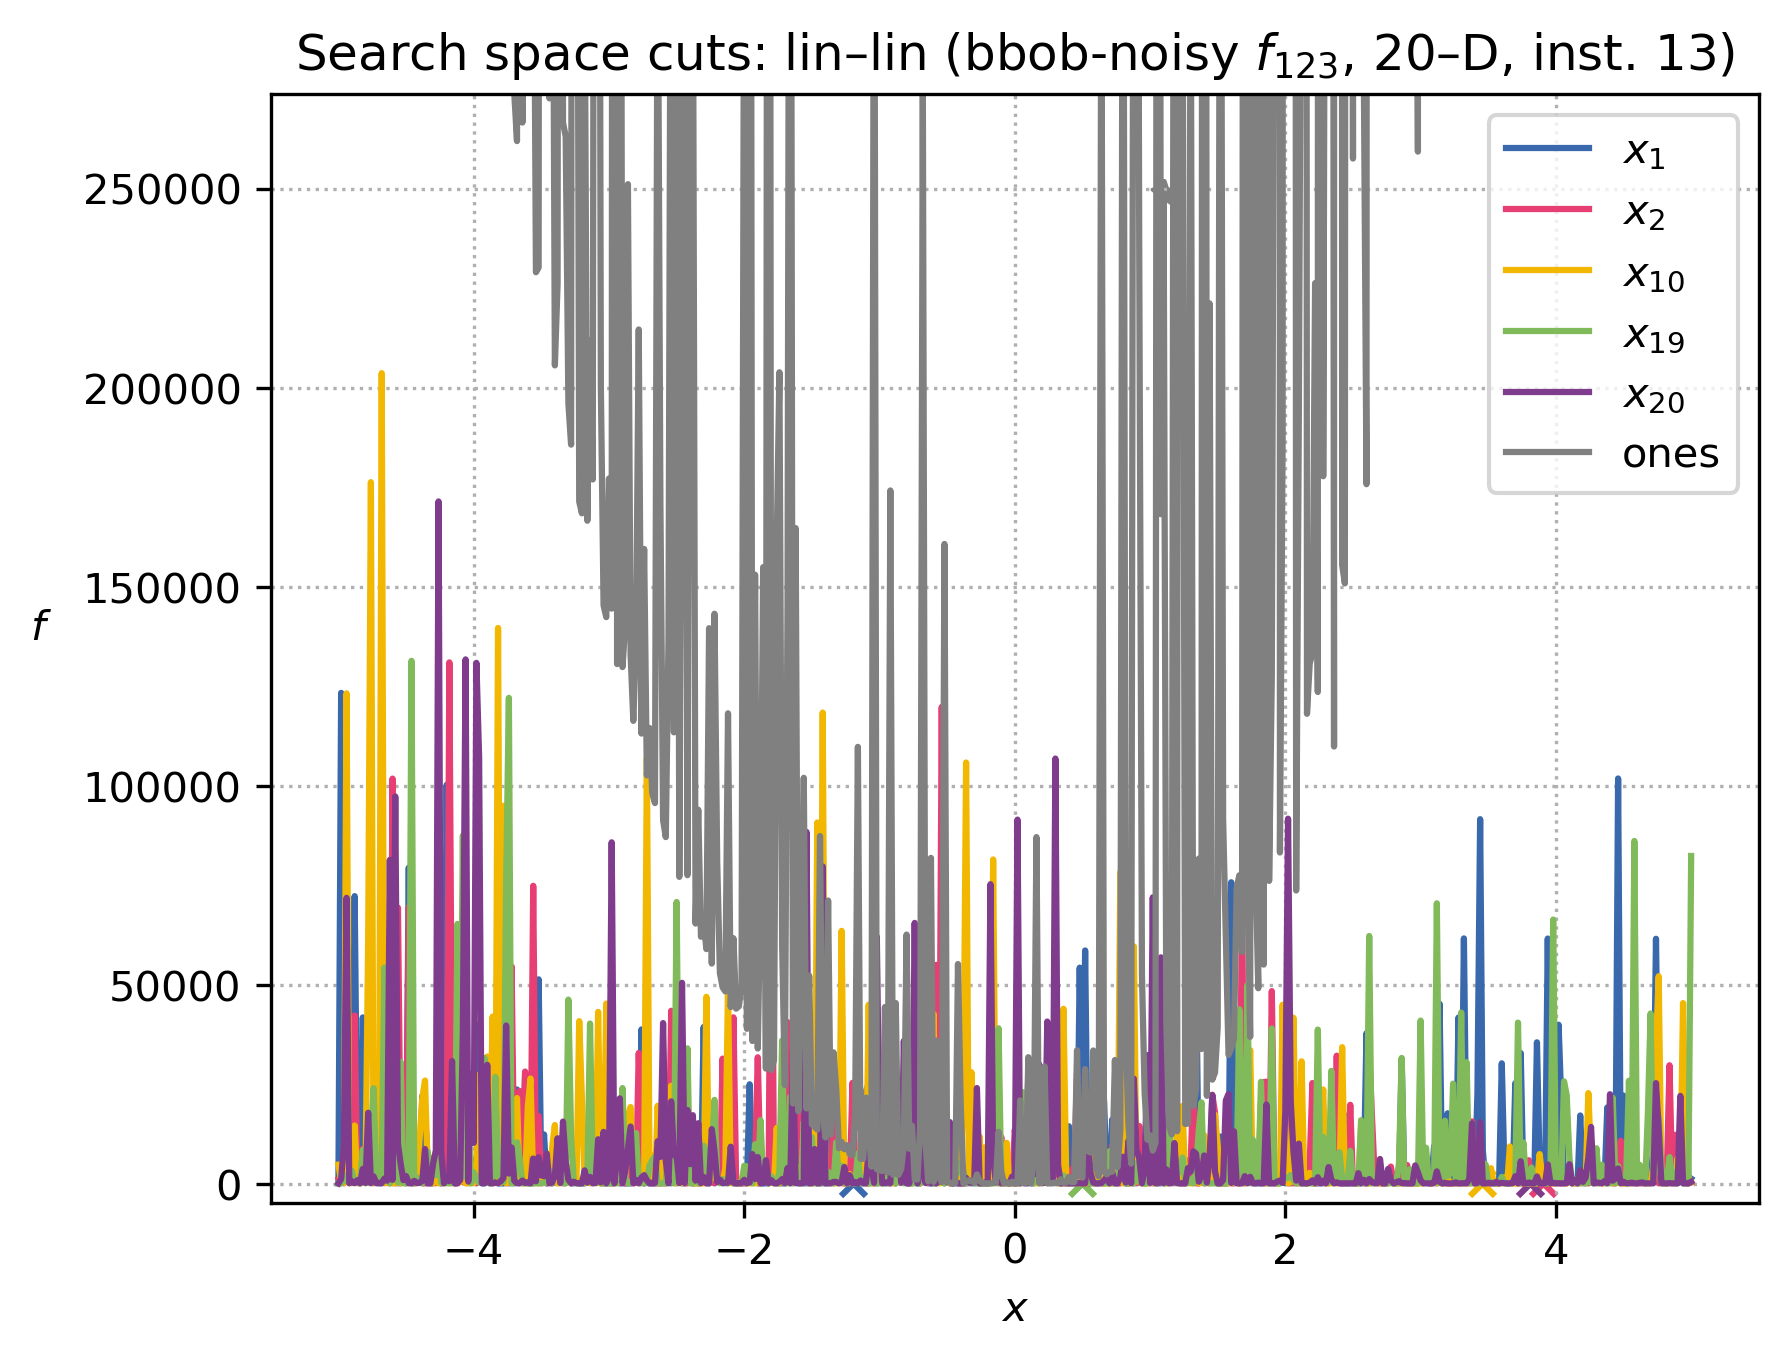 Search space cuts: lin–lin (bbob-noisy f₁₂₃, 20–D, inst. 13)
250000
200000
150000
100000
50000
0
f
−4
−2
0
2
4
x
x₁
x₂
x₁₀
x₁₉
x₂₀
ones